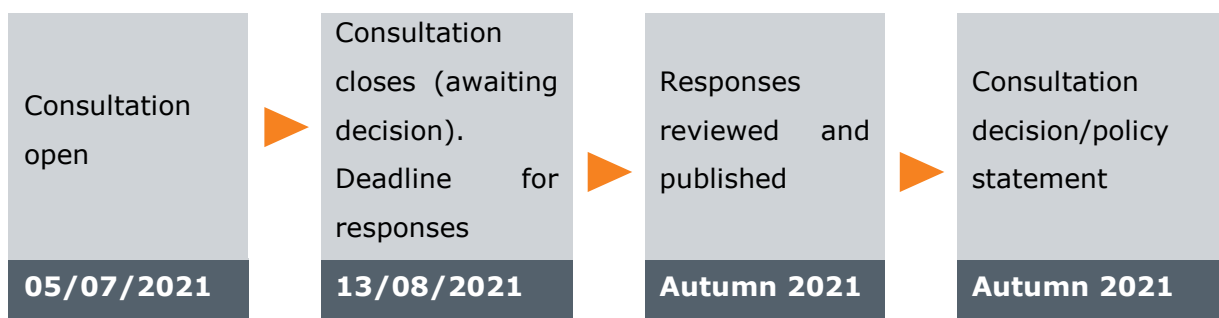 Consultation
open
05/07/2021
Consultation
closes (awaiting
decision).
Deadline for
responses
13/08/2021
Responses
reviewed and
published
Autumn 2021
Consultation
decision/policy
statement
Autumn 2021